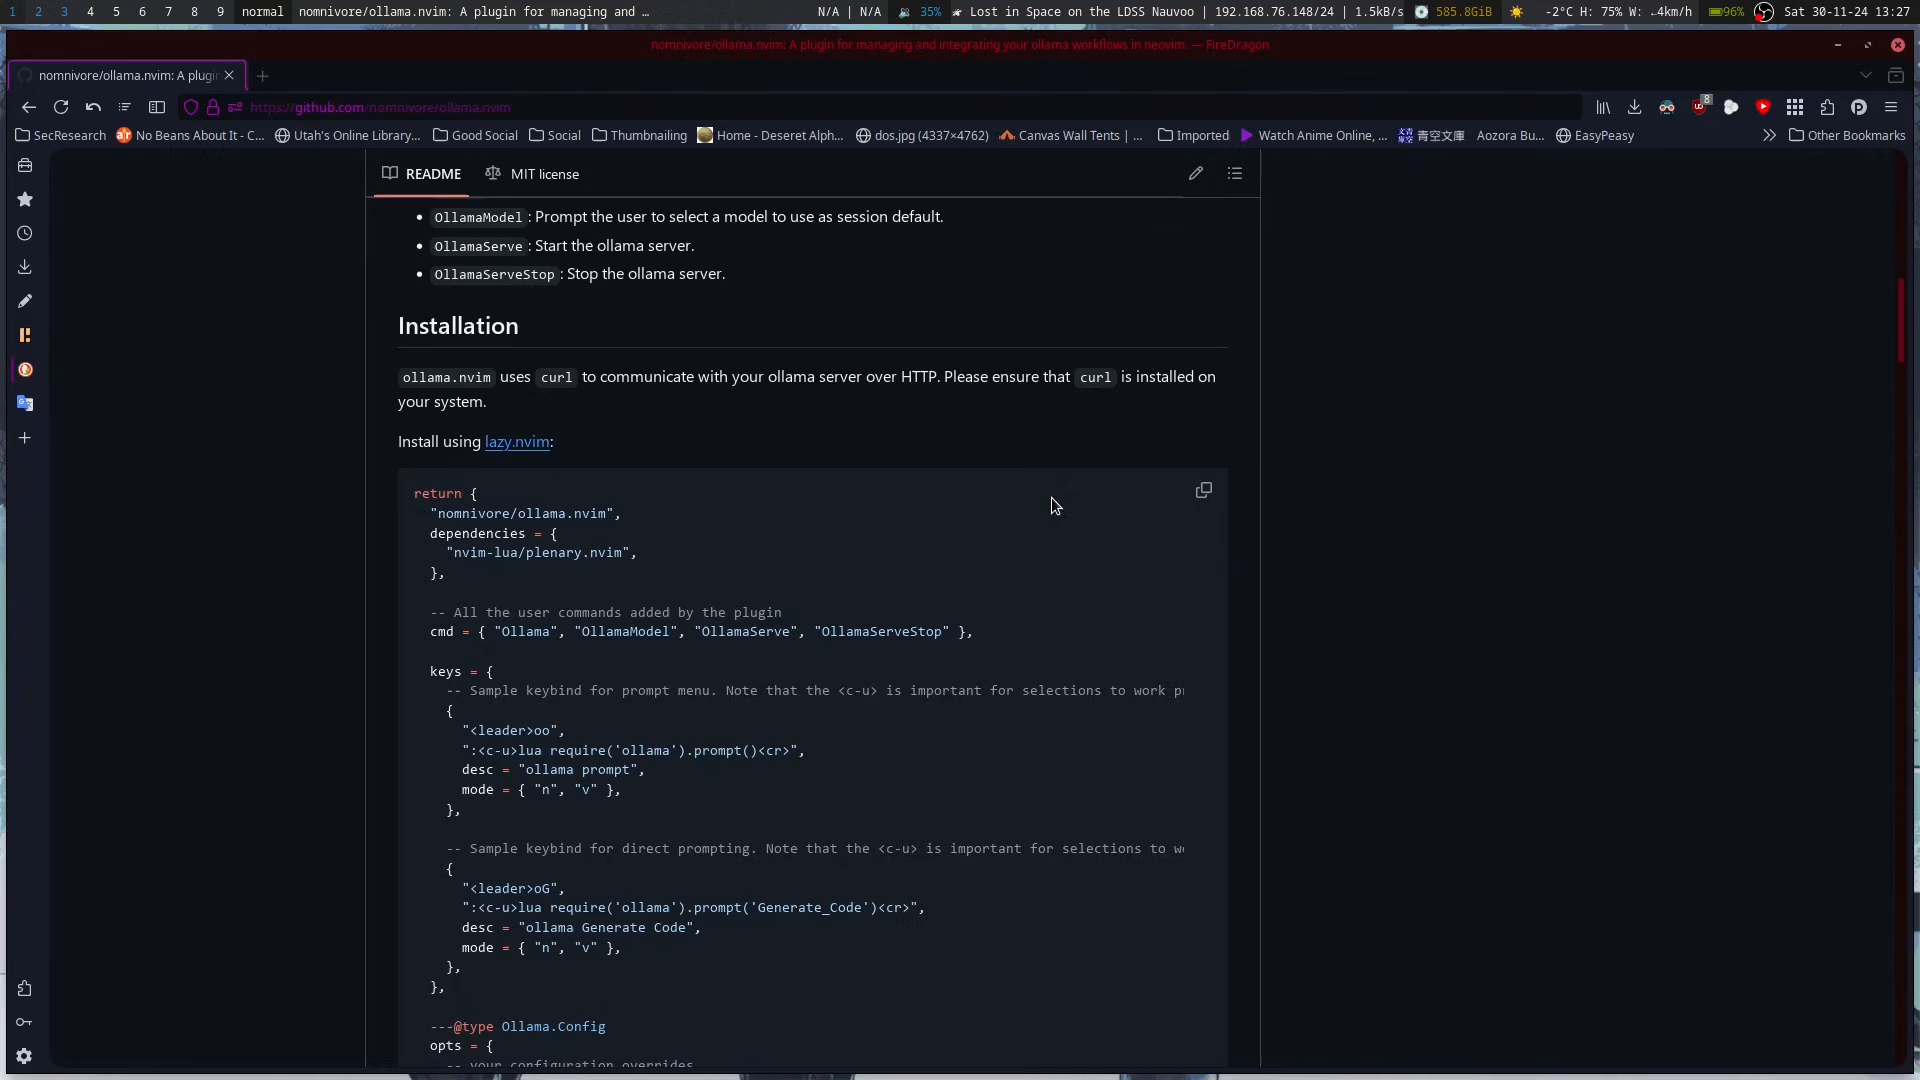 1 2 3 4 5 6 7 8 9 normal nomnivore/ollama.nvim: A plugin for managing and … N/A | N/A 35% Lost in Space on the LDSS Nauvoo | 192.168.76.148/24 | 1.5kB/s 585.8GiB -2°C H: 75% W: ←4km/h 96% Sat 30-11-24 13:27
nomnivore/ollama.nvim: A plugin for managing and integrating your ollama workflows in neovim. — FireDragon
nomnivore/ollama.nvim: A plugi
https://github.com/nomnivore/ollama.nvim 8
SecResearch No Beans About It - C... Utah's Online Library... Good Social Social Thumbnailing Home - Deseret Alph... dos.jpg (4337×4762) Canvas Wall Tents | ... Imported Watch Anime Online, ... 青空文庫 Aozora Bu... EasyPeasy Other Bookmarks
README MIT license
• OllamaModel: Prompt the user to select a model to use as session default.
• OllamaServe: Start the ollama server.
• OllamaServeStop: Stop the ollama server.
Installation
ollama.nvim uses curl to communicate with your ollama server over HTTP. Please ensure that curl is installed on
your system.
Install using lazy.nvim:
return {
"nomnivore/ollama.nvim",
dependencies = {
"nvim-lua/plenary.nvim",
},
-- All the user commands added by the plugin
cmd = { "Ollama", "OllamaModel", "OllamaServe", "OllamaServeStop" },
keys = {
-- Sample keybind for prompt menu. Note that the <c-u> is important for selections to work
{
"<leader>oo",
":<c-u>lua require('ollama').prompt()<cr>",
desc = "ollama prompt",
mode = { "n", "v" },
},
-- Sample keybind for direct prompting. Note that the <c-u> is important for selections to
{
"<leader>oG",
":<c-u>lua require('ollama').prompt('Generate_Code')<cr>",
desc = "ollama Generate Code",
mode = { "n", "v" },
},
},
---@type Ollama.Config
opts = {
-- your configuration overrides